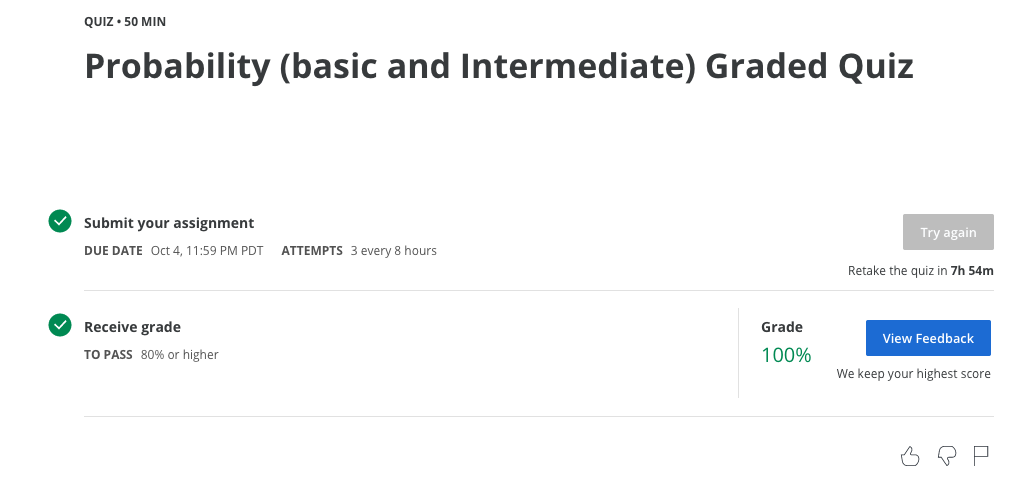 QUIZ • 50 MIN
Probability (basic and Intermediate) Graded Quiz
Submit your assignment
DUE DATE Oct 4, 11:59 PM PDT ATTEMPTS 3 every 8 hours
Try again
Retake the quiz in 7h 54m
Receive grade
TO PASS 80% or higher
Grade
100%
View Feedback
We keep your highest score